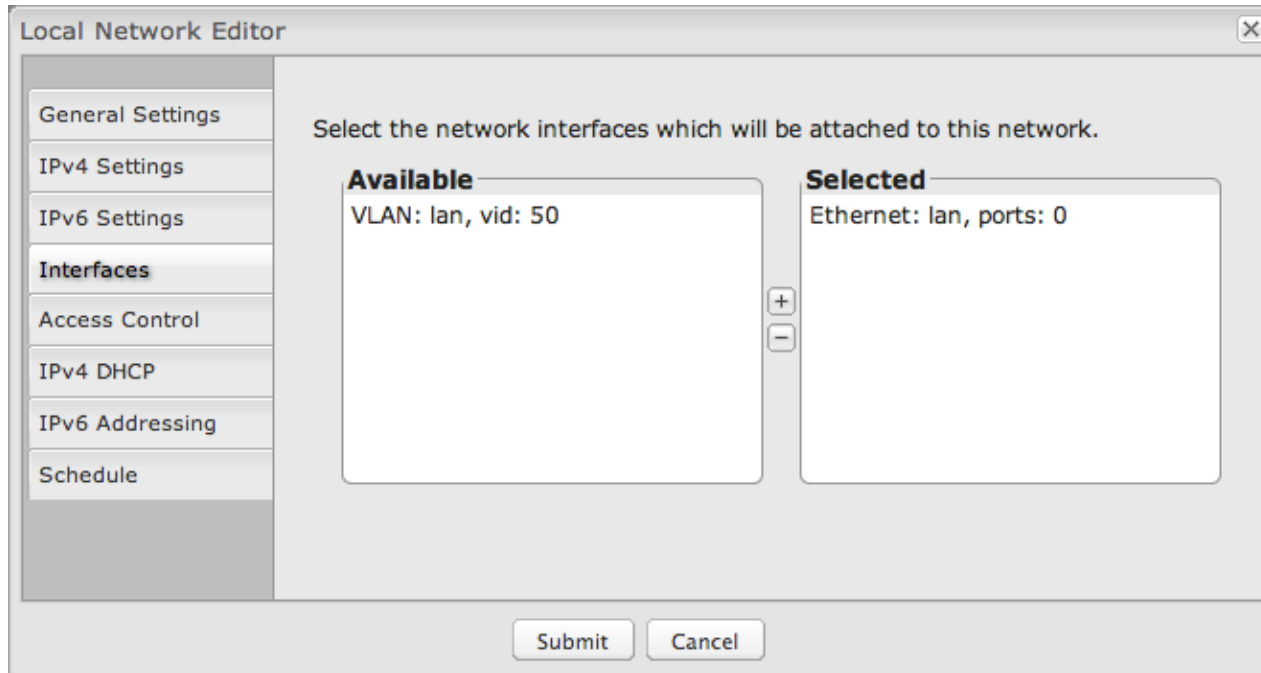 Local Network Editor
General Settings
IPv4 Settings
IPv6 Settings
Interfaces
Access Control
IPv4 DHCP
IPv6 Addressing
Schedule
Select the network interfaces which will be attached to this network.
Available
VLAN: lan, vid: 50
+
−
Selected
Ethernet: lan, ports: 0
Submit
Cancel